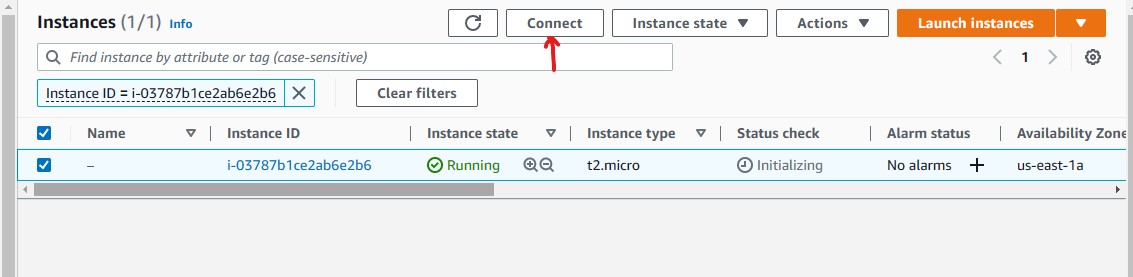 Instances (1/1) Info Connect Instance state Actions Launch instances
Find instance by attribute or tag (case-sensitive) 1
Instance ID = i-03787b1ce2ab6e2b6 Clear filters
Name Instance ID Instance state Instance type Status check Alarm status Availability Zone
– i-03787b1ce2ab6e2b6 Running t2.micro Initializing No alarms + us-east-1a